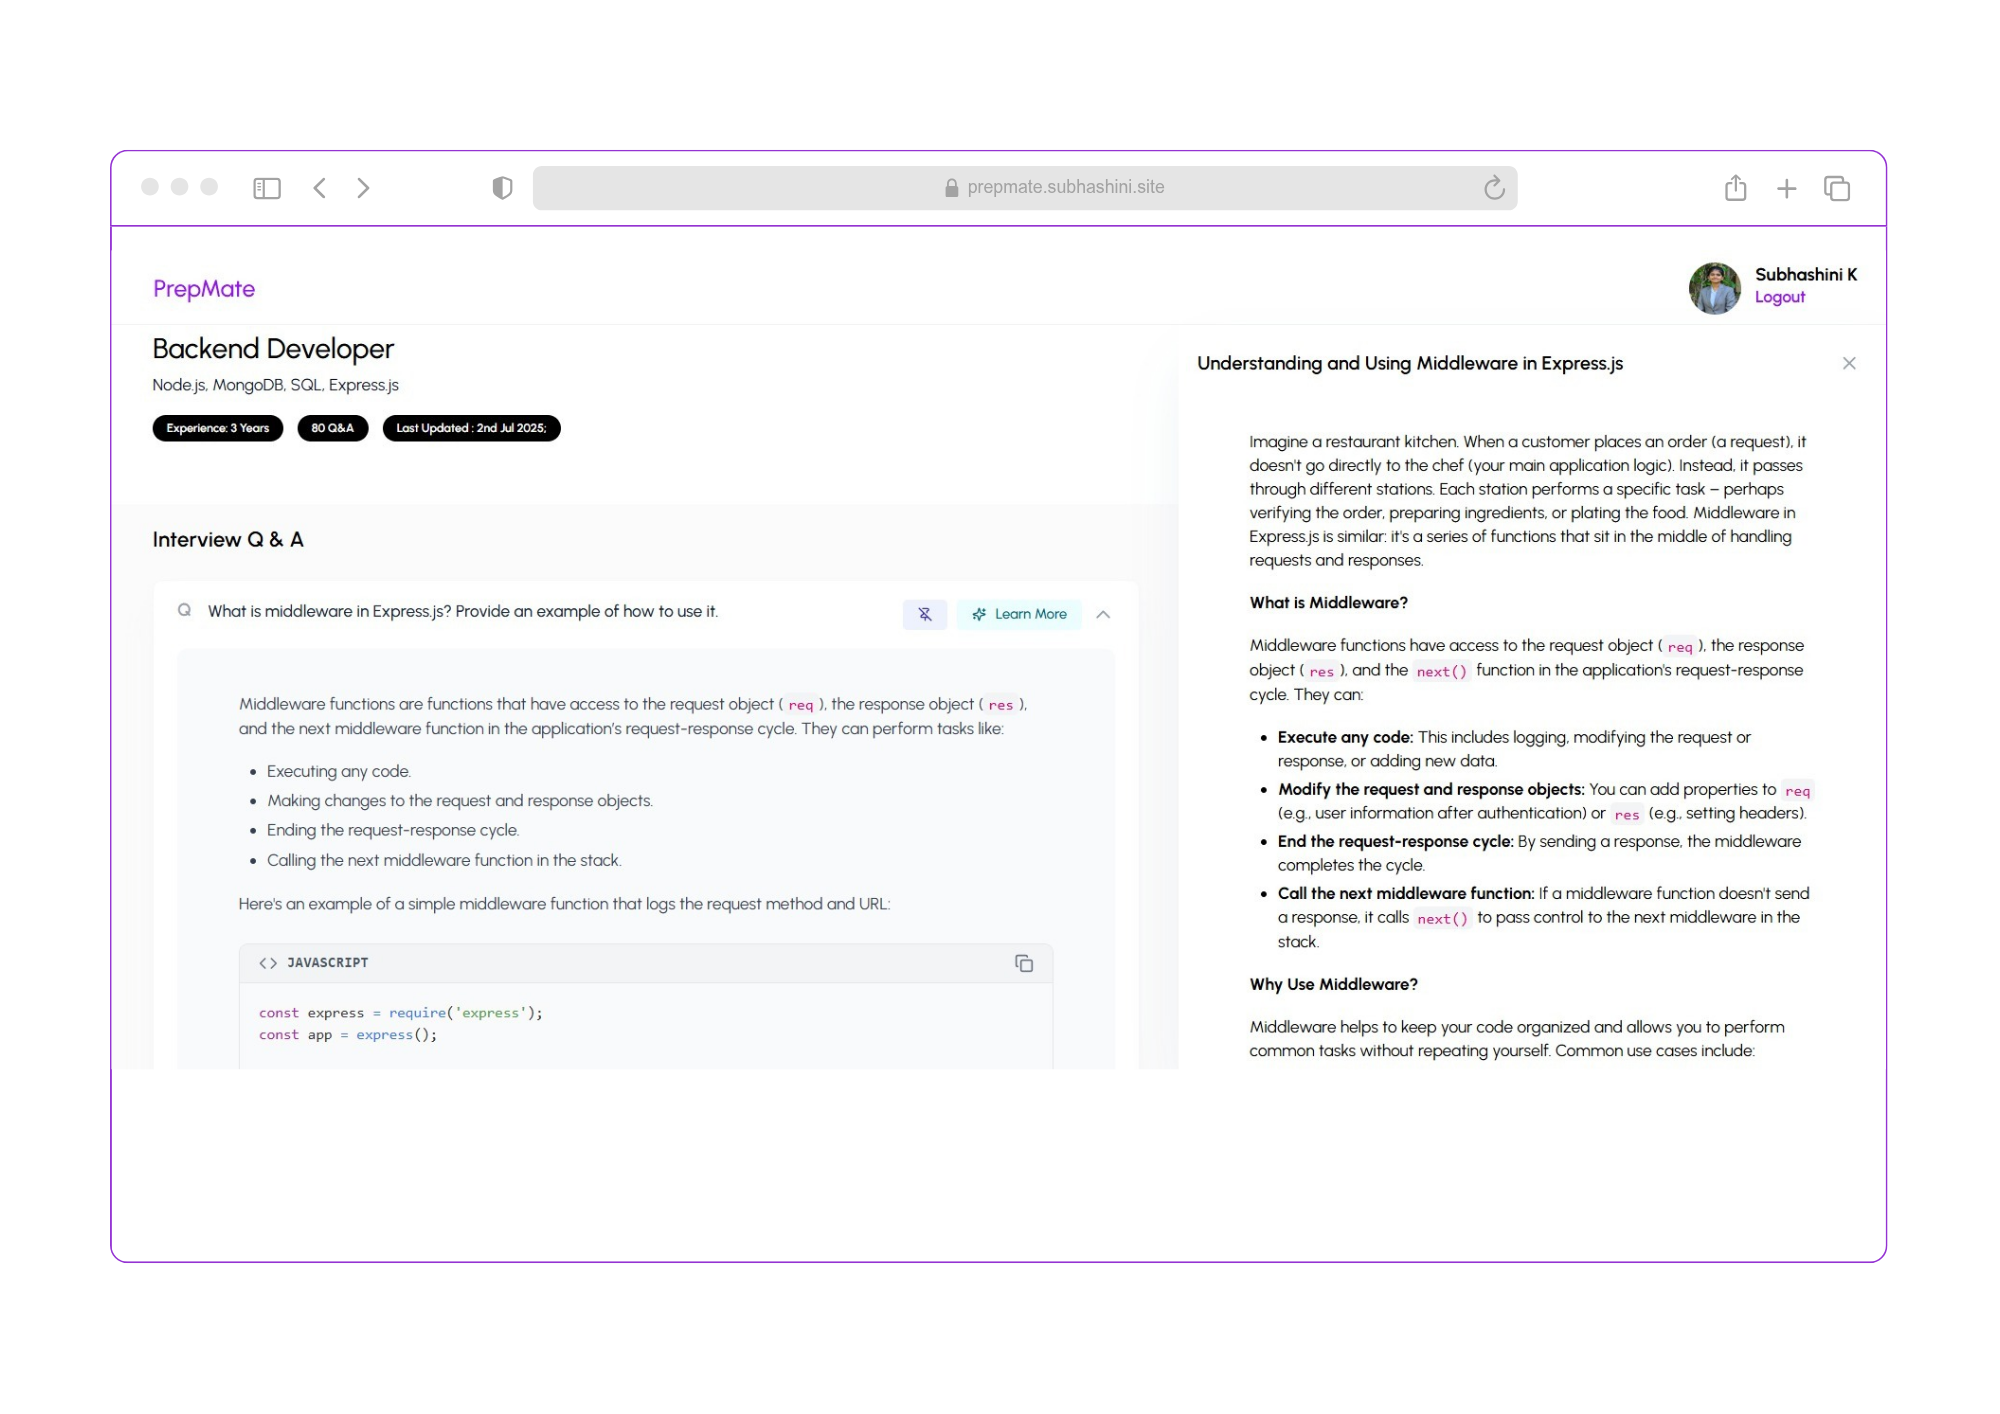 prepmate.subhashini.site
PrepMate
Subhashini K
Logout
Backend Developer
Node.js, MongoDB, SQL, Express.js
Experience: 3 Years
80 Q&A
Last Updated : 2nd Jul 2025;
Interview Q & A
Q What is middleware in Express.js? Provide an example of how to use it.
Learn More
Middleware functions are functions that have access to the request object ( req ), the response object ( res ),
and the next middleware function in the application's request-response cycle. They can perform tasks like:
• Executing any code.
• Making changes to the request and response objects.
• Ending the request-response cycle.
• Calling the next middleware function in the stack.
Here's an example of a simple middleware function that logs the request method and URL:
<> JAVASCRIPT
const express = require('express');
const app = express();
Understanding and Using Middleware in Express.js
Imagine a restaurant kitchen. When a customer places an order (a request), it
doesn't go directly to the chef (your main application logic). Instead, it passes
through different stations. Each station performs a specific task – perhaps
verifying the order, preparing ingredients, or plating the food. Middleware in
Express.js is similar: it's a series of functions that sit in the middle of handling
requests and responses.
What is Middleware?
Middleware functions have access to the request object ( req ), the response
object ( res ), and the next() function in the application's request-response
cycle. They can:
• Execute any code: This includes logging, modifying the request or
response, or adding new data.
• Modify the request and response objects: You can add properties to req
(e.g., user information after authentication) or res (e.g., setting headers).
• End the request-response cycle: By sending a response, the middleware
completes the cycle.
• Call the next middleware function: If a middleware function doesn't send
a response, it calls next() to pass control to the next middleware in the
stack.
Why Use Middleware?
Middleware helps to keep your code organized and allows you to perform
common tasks without repeating yourself. Common use cases include: